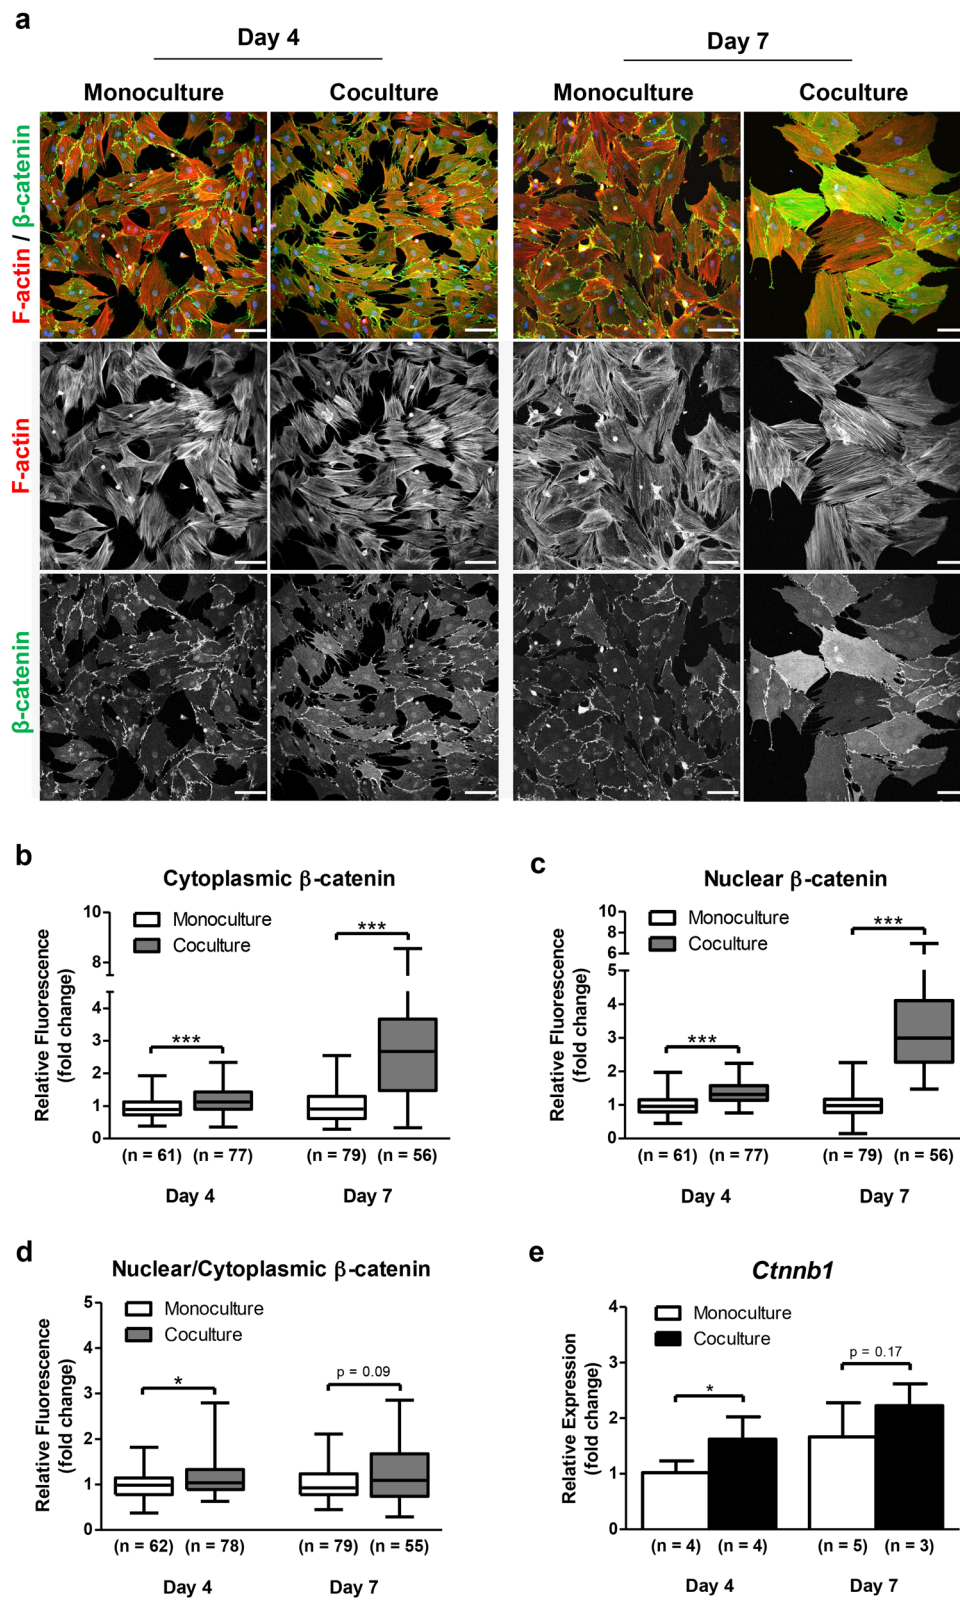 a
Day 4
Day 7
Monoculture
Coculture
Monoculture
Coculture
F-actin / β-catenin
F-actin
β-catenin
b
Cytoplasmic β-catenin
Relative Fluorescence
(fold change)
10
8
4
3
2
1
0
Monoculture
Coculture
***
***
(n = 61) (n = 77) (n = 79) (n = 56)
Day 4 Day 7
c
Nuclear β-catenin
Relative Fluorescence
(fold change)
10
8
6
5
4
3
2
1
0
Monoculture
Coculture
***
***
(n = 61) (n = 77) (n = 79) (n = 56)
Day 4 Day 7
d
Nuclear/Cytoplasmic β-catenin
Relative Fluorescence
(fold change)
5
4
3
2
1
0
Monoculture
Coculture
*
p = 0.09
(n = 62) (n = 78) (n = 79) (n = 55)
Day 4 Day 7
e
Ctnnb1
Relative Expression
(fold change)
4
3
2
1
0
Monoculture
Coculture
*
p = 0.17
(n = 4) (n = 4) (n = 5) (n = 3)
Day 4 Day 7